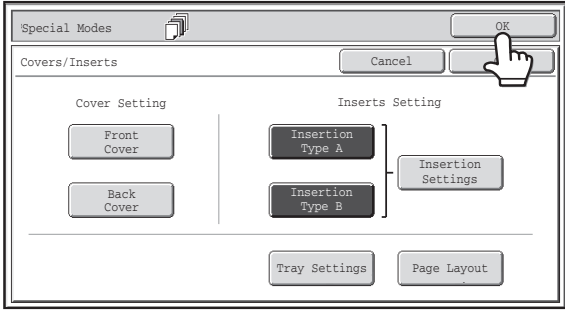 Special Modes
OK
Covers/Inserts
Cancel
Cover Setting
Inserts Setting
Front
Cover
Insertion
Type A
Insertion
Settings
Back
Cover
Insertion
Type B
Tray Settings
Page Layout